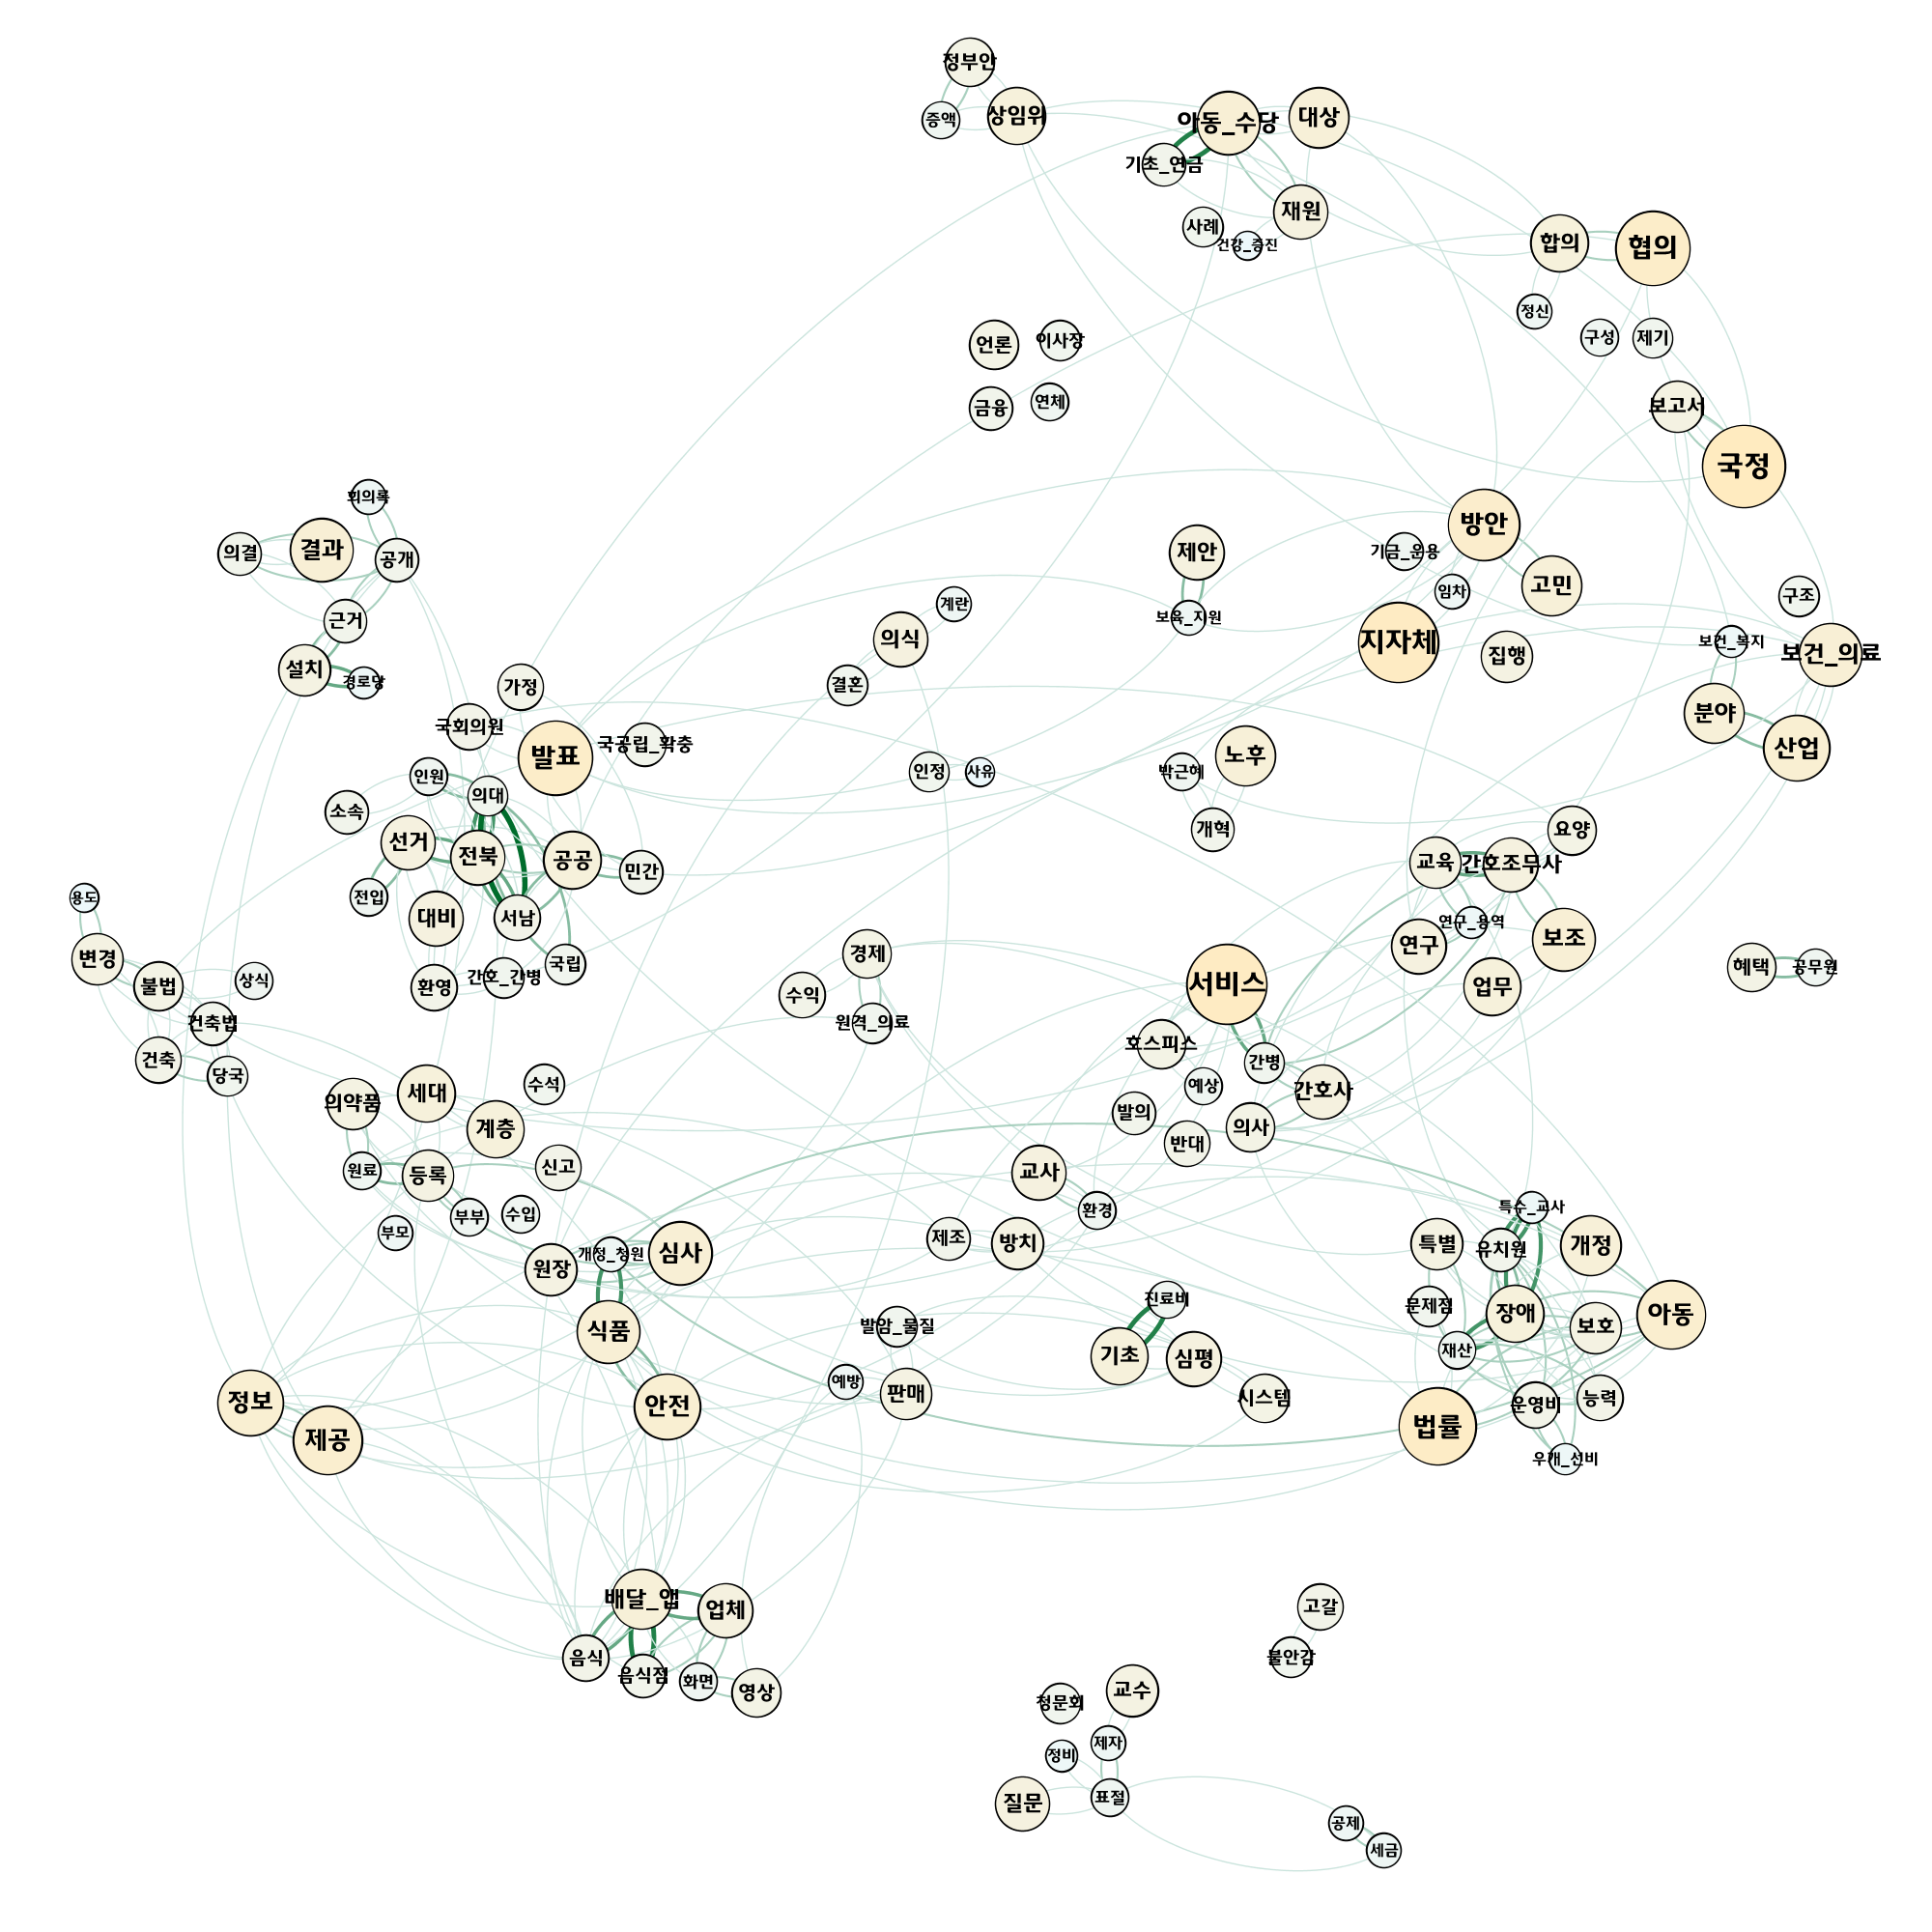 정부안
증액
상임위
아동_수당
대상
기초_연금
재원
사례
건강_증진
합의
협의
정신
구성
제기
언론
이사장
금융
연체
보고서
국정
회의록
의결
결과
공개
근거
설치
경로당
방안
제안
기금_운용
고민
임차
보육_지원
지자체
집행
구조
보건_복지
보건_의료
분야
산업
계란
의식
결혼
가정
국회의원
발표
국공립_확충
인원
의대
소속
선거
전북
공공
민간
전입
대비
서남
국립
환영
간호_간병
인정
사유
박근혜
노후
개혁
요양
교육
간호조무사
연구_용역
연구
보조
업무
혜택
공무원
용도
변경
불법
상식
건축법
건축
당국
경제
수익
원격_의료
서비스
호스피스
간병
예상
간호사
발의
의사
반대
수석
의약품
세대
계층
원료
등록
신고
부부
수입
부모
교사
환경
제조
방치
개정_청원
심사
원장
식품
특수_교사
특별
유치원
개정
문제점
장애
보호
아동
재산
진료비
기초
심평
시스템
발암_물질
예방
판매
안전
정보
제공
법률
운영비
능력
우개_선비
배달_앱
업체
음식
음식점
화면
영상
고갈
불안감
청문회
교수
제자
정비
표절
질문
공제
세금